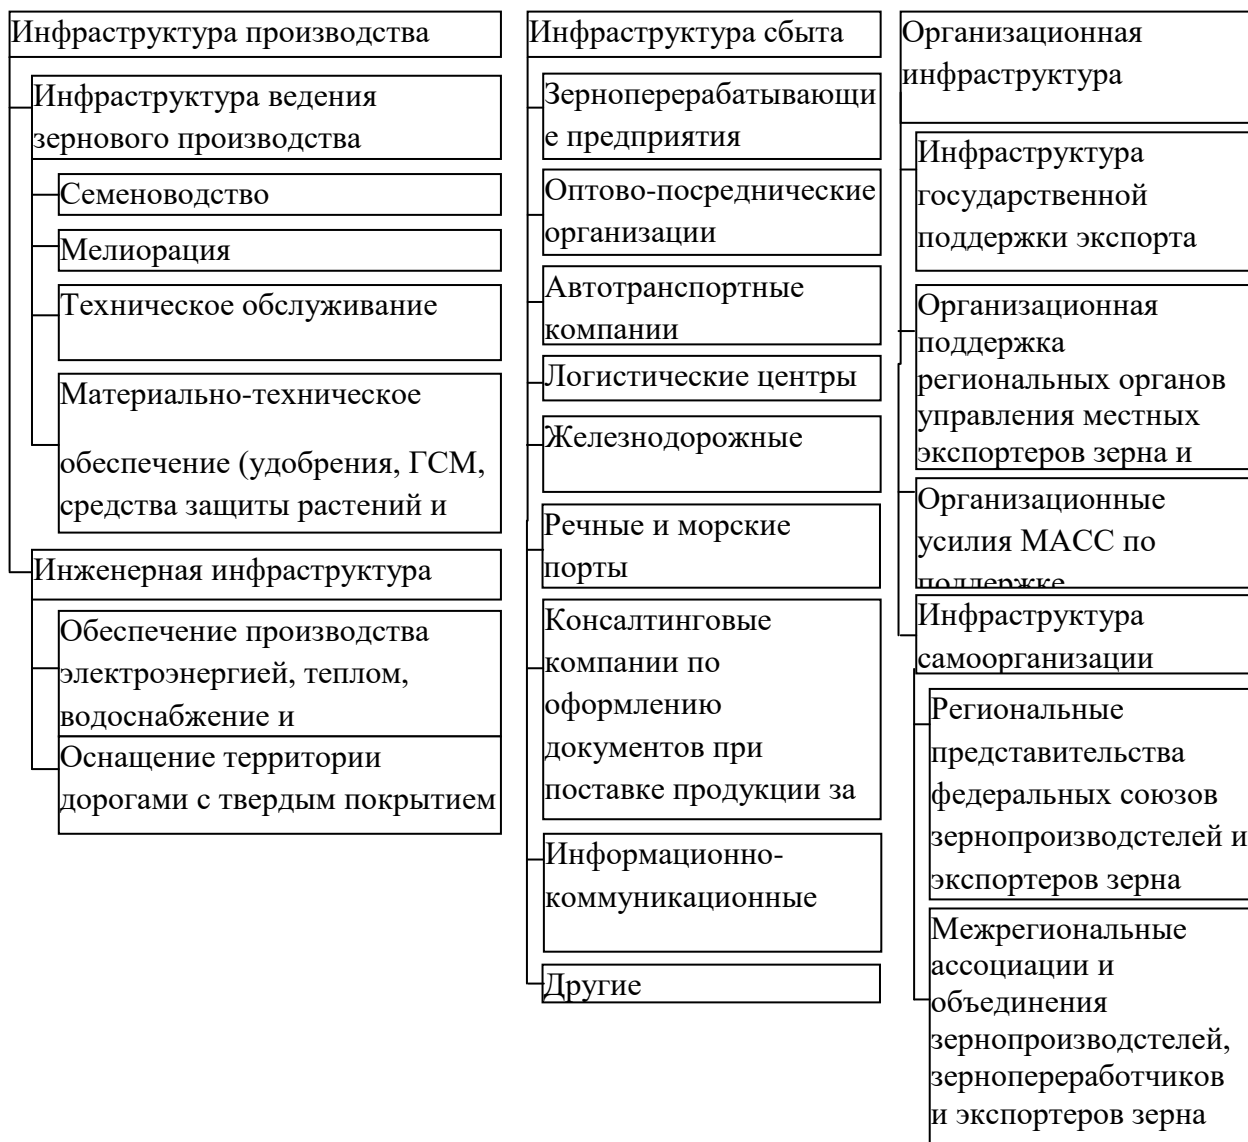 Инфраструктура производства
Инфраструктура ведения
зернового производства
Семеноводство
Мелиорация
Техническое обслуживание
Материально-техническое
обеспечение (удобрения, ГСМ,
средства защиты растений и
Инженерная инфраструктура
Обеспечение производства
электроэнергией, теплом,
водоснабжение и
Оснащение территории
дорогами с твердым покрытием
Инфраструктура сбыта
Зерноперерабатывающи
е предприятия
Оптово-посреднические
организации
Автотранспортные
компании
Логистические центры
Железнодорожные
Речные и морские
порты
Консалтинговые
компании по
оформлению
документов при
поставке продукции за
Информационно-
коммуникационные
Другие
Организационная
инфраструктура
Инфраструктура
государственной
поддержки экспорта
Организационная
поддержка
региональных органов
управления местных
экспортеров зерна и
Организационные
усилия МАСС по
поддержке
Инфраструктура
самоорганизации
Региональные
представительства
федеральных союзов
зернопроизводстелей и
экспортеров зерна
Межрегиональные
ассоциации и
объединения
зернопроизводстелей,
зернопереработчиков
и экспортеров зерна